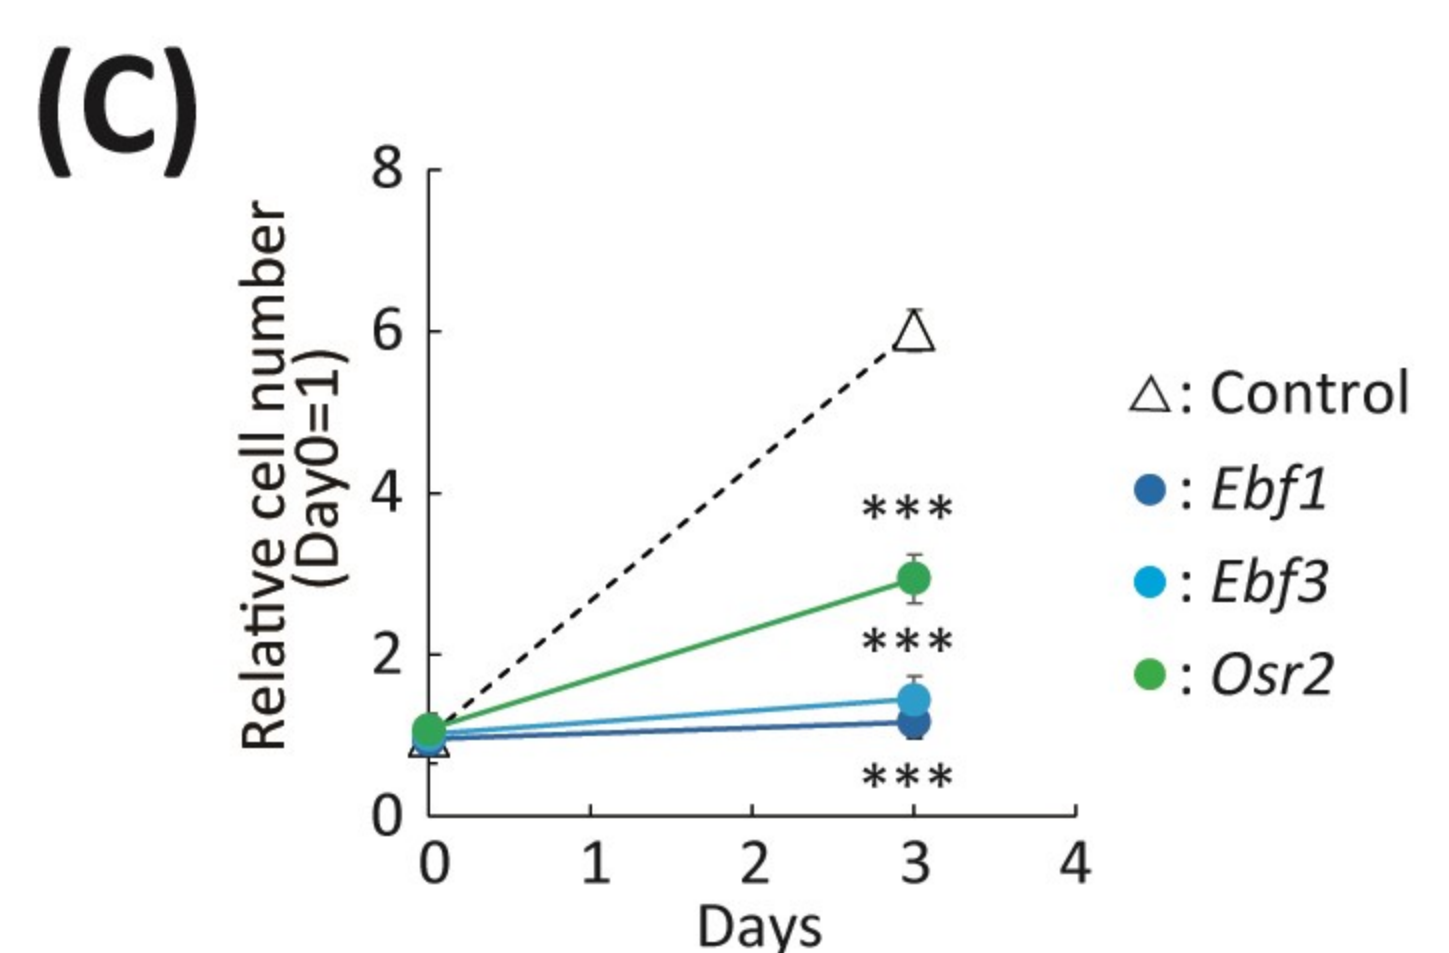 (C)
Relative cell number
(Day0=1)
8
6
4
2
0
0 1 2 3 4
Days
***
***
***
: Control
: Ebf1
: Ebf3
: Osr2